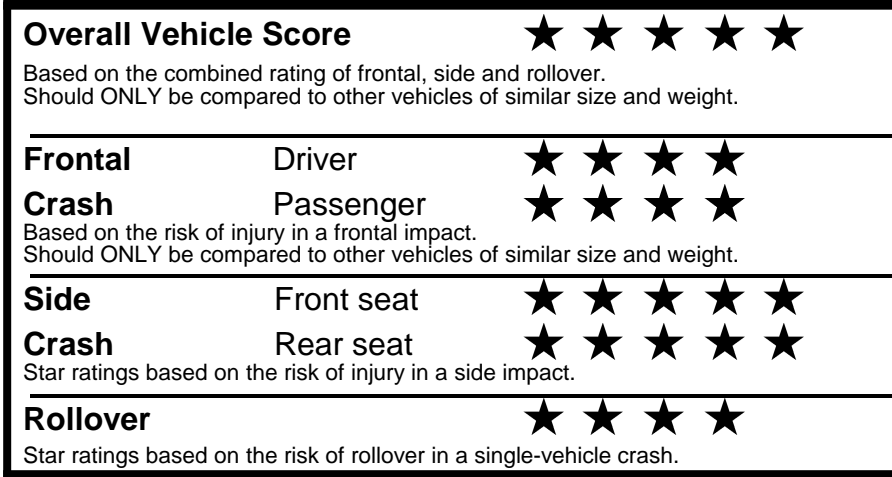 Overall Vehicle Score ★ ★ ★ ★ ★
Based on the combined rating of frontal, side and rollover.
Should ONLY be compared to other vehicles of similar size and weight.
Frontal Driver ★ ★ ★ ★
Crash Passenger ★ ★ ★ ★
Based on the risk of injury in a frontal impact.
Should ONLY be compared to other vehicles of similar size and weight.
Side Front seat ★ ★ ★ ★ ★
Crash Rear seat ★ ★ ★ ★ ★
Star ratings based on the risk of injury in a side impact.
Rollover ★ ★ ★ ★
Star ratings based on the risk of rollover in a single-vehicle crash.